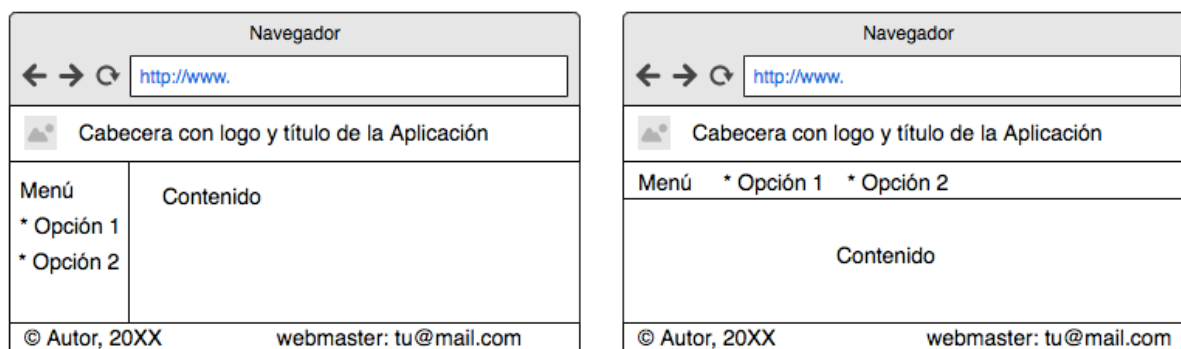 Navegador
http://www.
Cabecera con logo y título de la Aplicación
Menú
* Opción 1
* Opción 2
Contenido
© Autor, 20XX webmaster: tu@mail.com
Navegador
http://www.
Cabecera con logo y título de la Aplicación
Menú * Opción 1 * Opción 2
Contenido
© Autor, 20XX webmaster: tu@mail.com